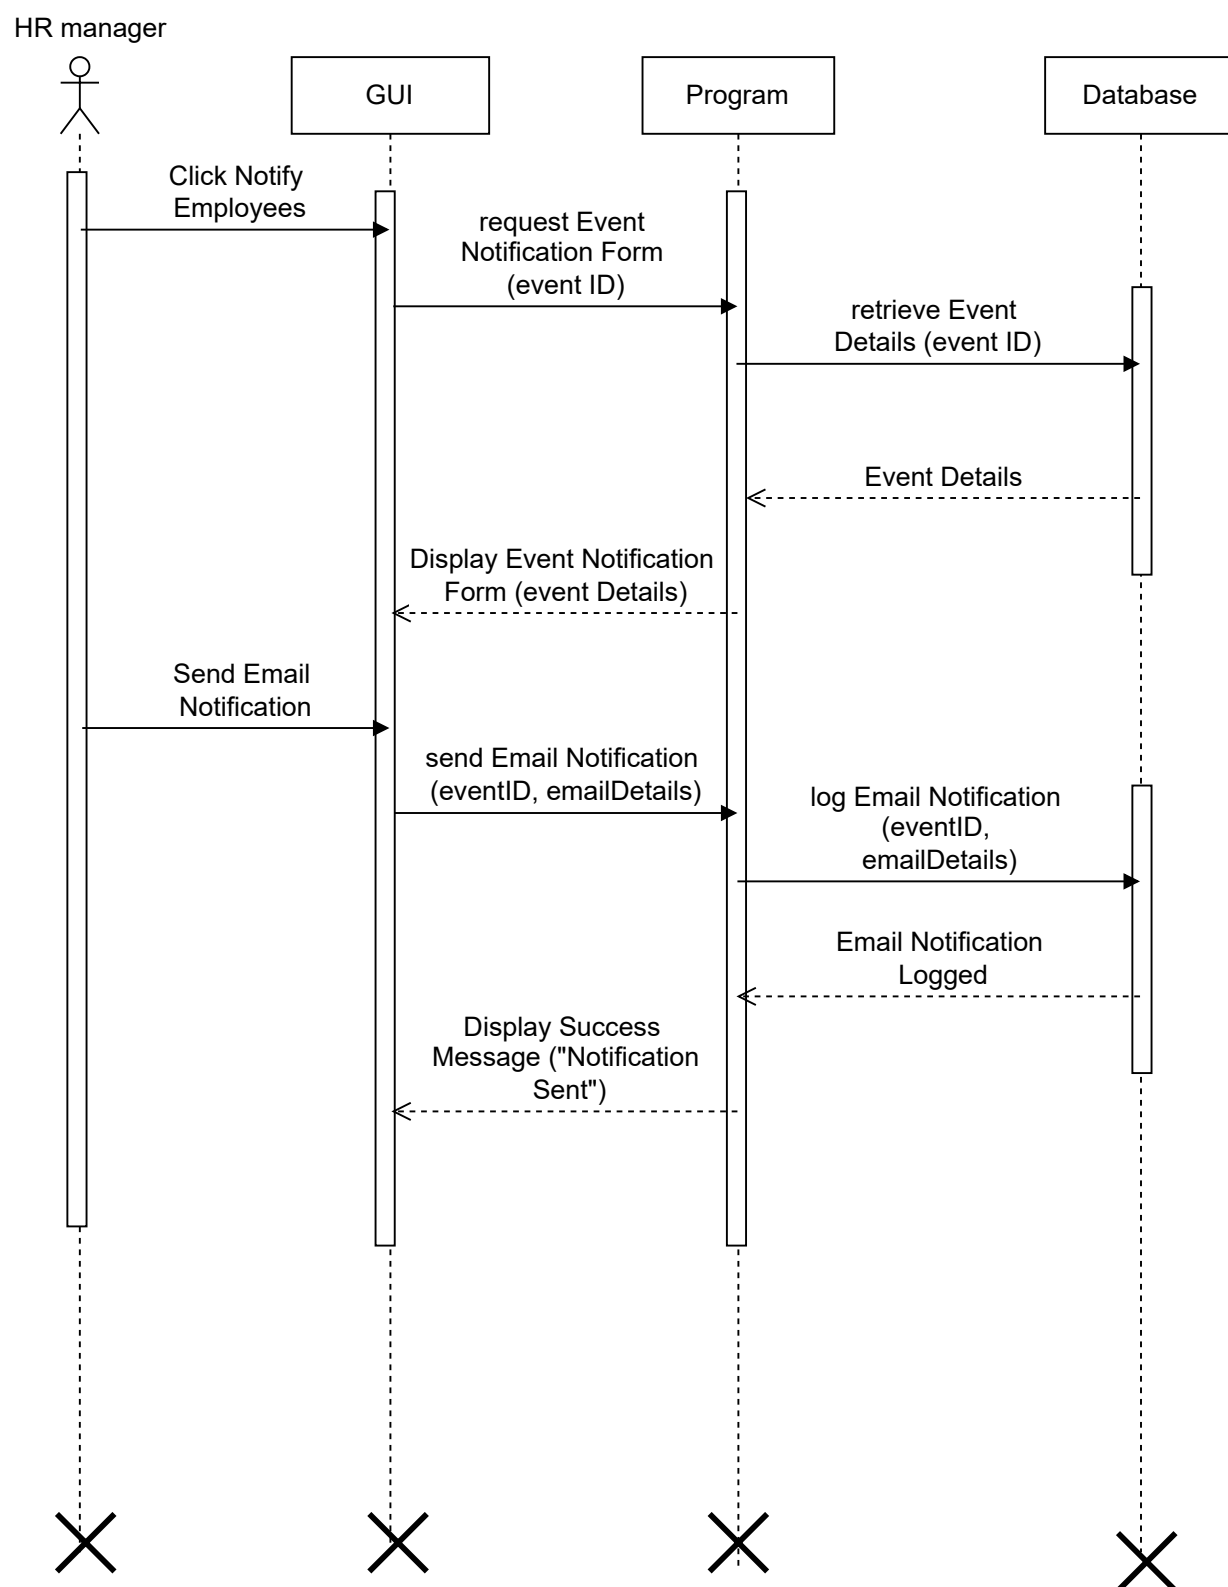 HR manager
GUI
Program
Database
Click Notify
Employees
request Event
Notification Form
(event ID)
retrieve Event
Details (event ID)
Event Details
Display Event Notification
Form (event Details)
Send Email
Notification
send Email Notification
(eventID, emailDetails)
log Email Notification
(eventID,
emailDetails)
Email Notification
Logged
Display Success
Message ("Notification
Sent")